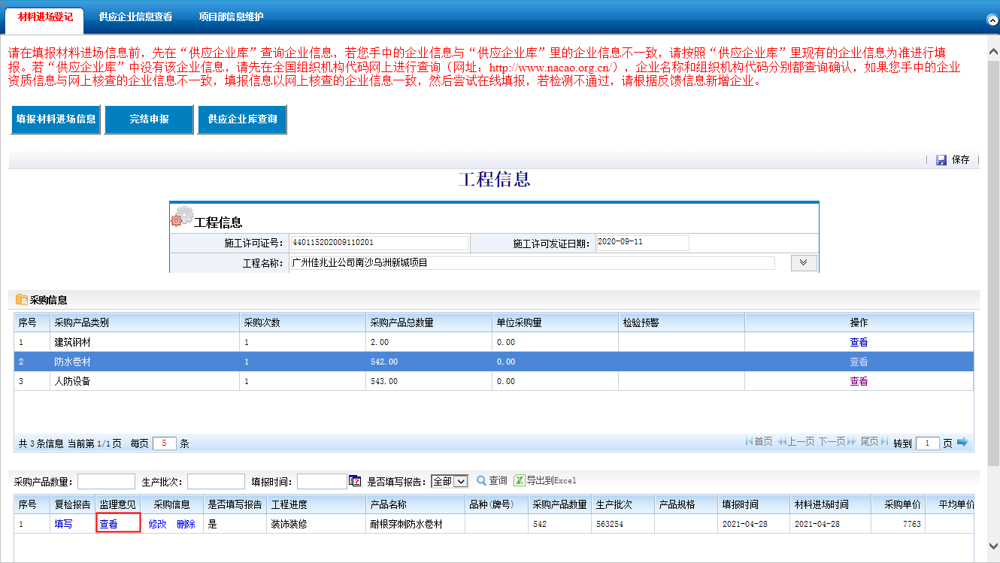 材料进场登记 供应企业信息查看 项目部信息维护
请在填报材料进场信息前，先在“供应企业库”查询企业信息，若您手中的企业信息与“供应企业库”里的企业信息不一致，请按照“供应企业库”里现有的企业信息为准进行填
报。若“供应企业库”中没有该企业信息，请先在全国组织机构代码网上进行查询（网址：http://www.nacao.org.cn/），企业名称和组织机构代码分别都查询确认，如果您手中的企业
资质信息与网上核查的企业信息不一致，填报信息以网上核查的企业信息一致，然后尝试在线填报，若检测不通过，请根据反馈信息新增企业。
填报材料进场信息 完结申报 供应企业库查询
保存
工程信息
工程信息
施工许可证号： 440115202009110201 施工许可发证日期： 2020-09-11
工程名称： 广州佳兆业公司南沙乌洲新城项目
采购信息
序号 采购产品类别 采购次数 采购产品总数量 单位采购量 检验预警 操作
1 建筑钢材 1 2.00 0.00 查看
2 防水卷材 1 542.00 0.00 查看
3 人防设备 1 543.00 0.00 查看
共 3 条信息 当前第 1/1 页 每页 5 条 首页 上一页 下一页 尾页 转到 1 页
采购产品数量： 生产批次： 填报时间： 是否填写报告： 全部 查询 导出到Excel
序号 复检报告 监理意见 采购信息 是否填写报告 工程进度 产品名称 品种(牌号) 采购产品数量 生产批次 产品规格 填报时间 材料进场时间 采购单价 平均单价
1 填写 查看 修改 删除 是 装饰装修 耐根穿刺防水卷材 542 563254 2021-04-28 2021-04-28 7763